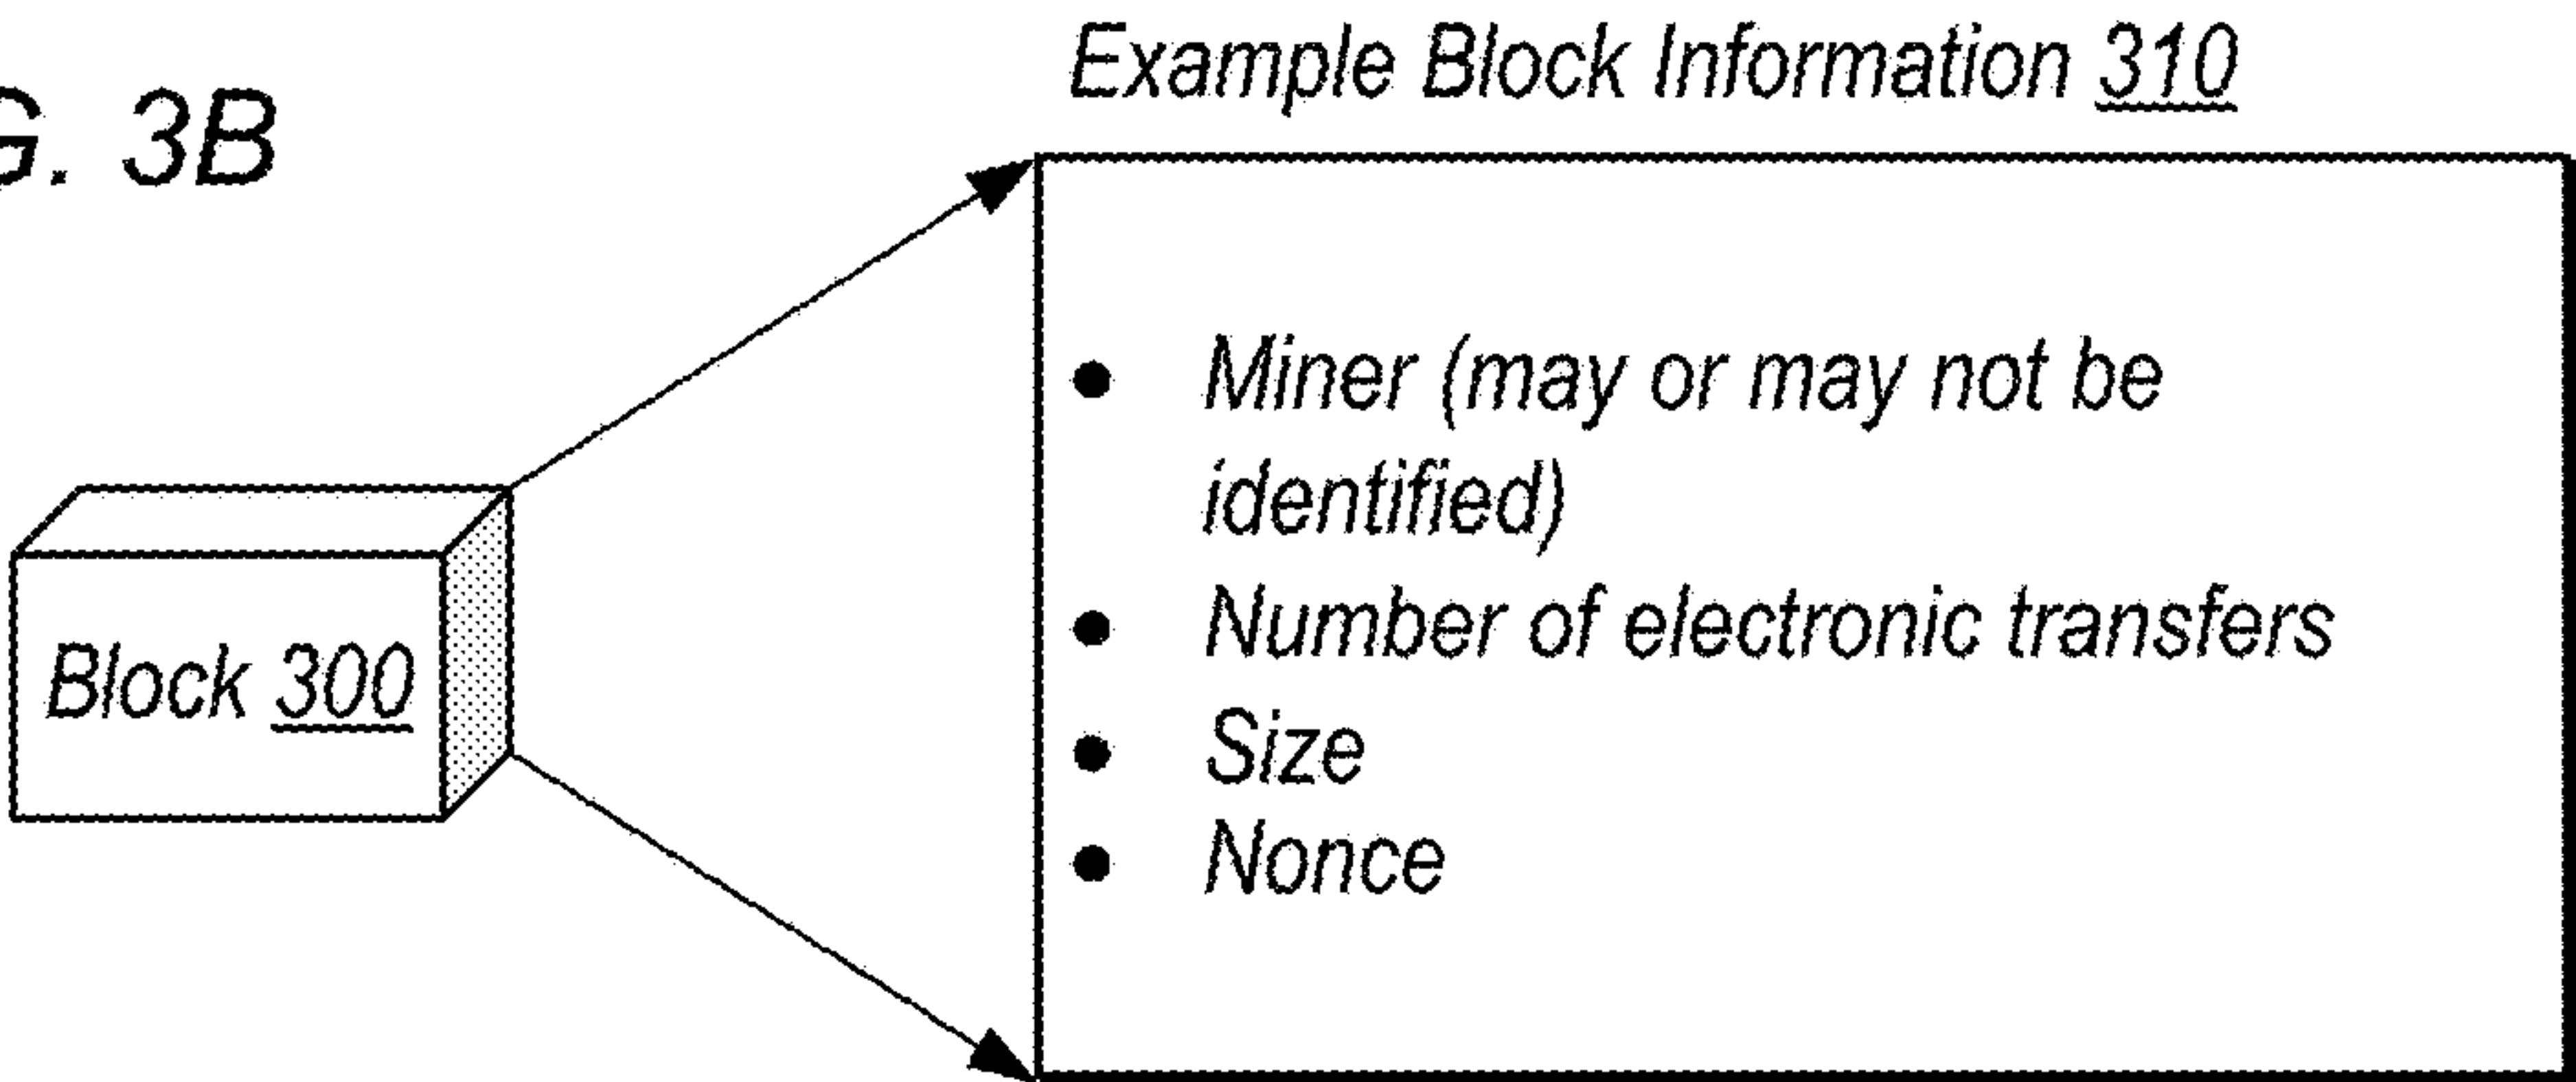 G. 3B
Example Block Information 310
• Miner (may or may not be
identified)
• Number of electronic transfers
• Size
• Nonce
Block 300